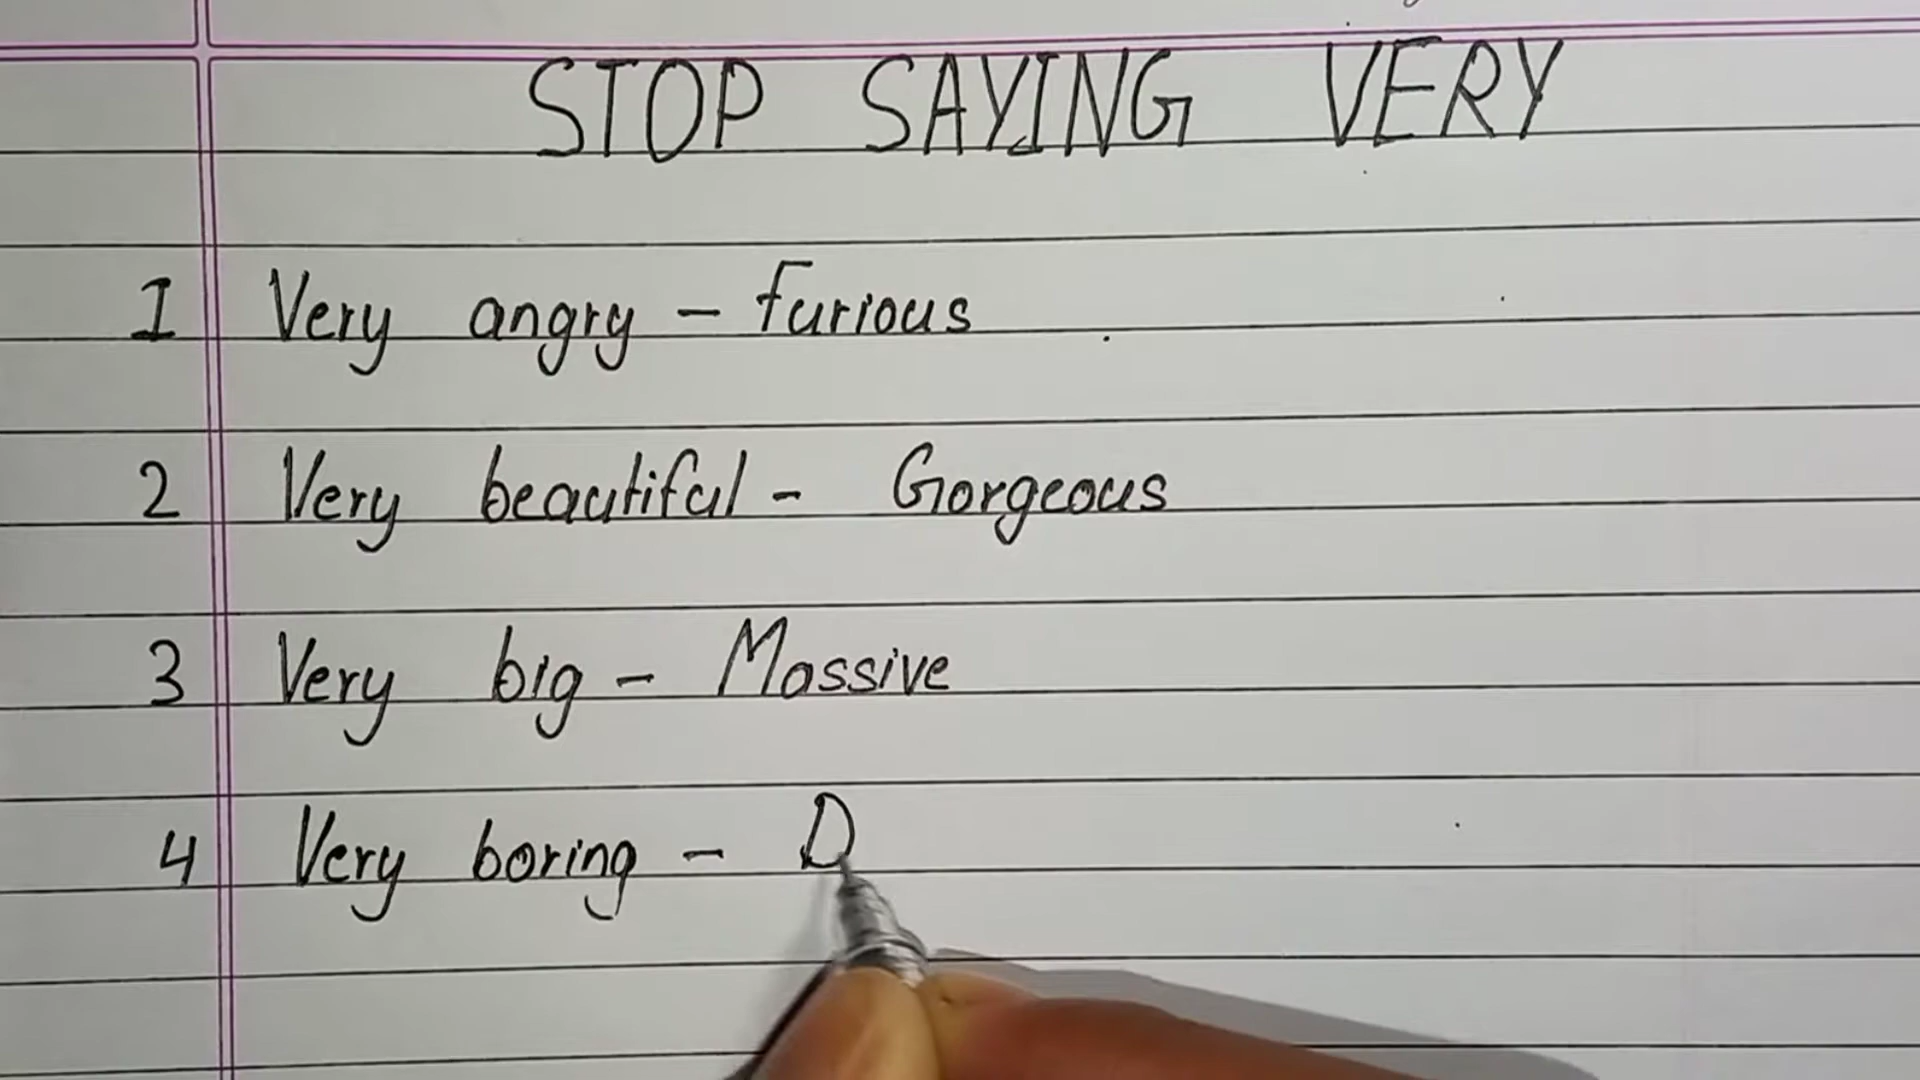 STOP SAYING VERY
1 Very angry - furious
2 Very beautiful - Gorgeous
3 Very big - Massive
4 Very boring - D